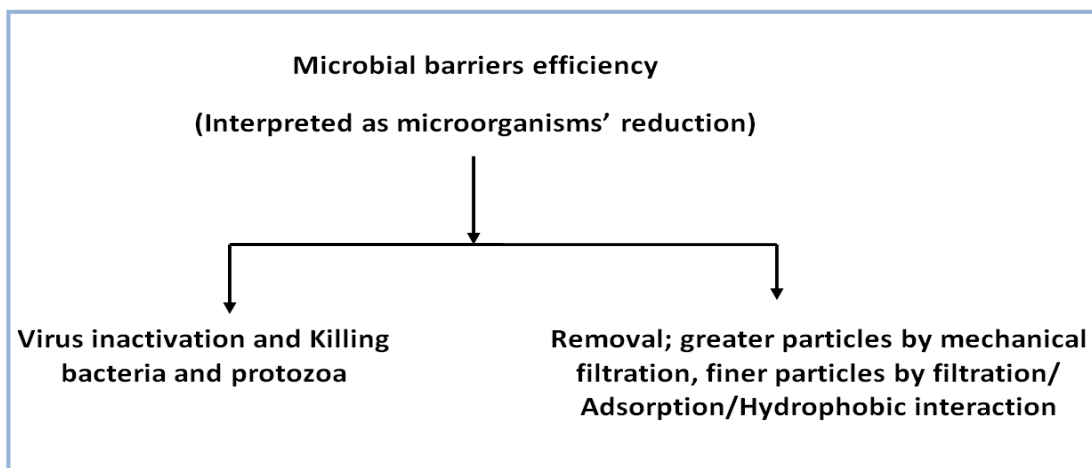 Microbial barriers efficiency
(Interpreted as microorganisms’ reduction)
Virus inactivation and Killing
bacteria and protozoa
Removal; greater particles by mechanical
filtration, finer particles by filtration/
Adsorption/Hydrophobic interaction